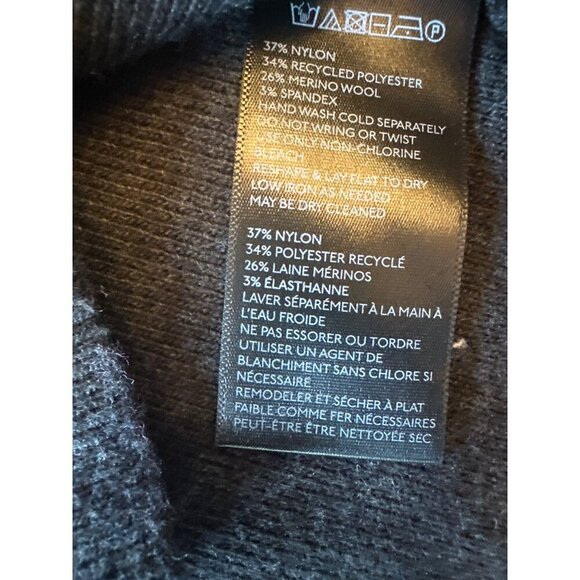 37% NYLON
34% RECYCLED POLYESTER
26% MERINO WOOL
3% SPANDEX
HAND WASH COLD SEPARATELY
DO NOT WRING OR TWIST
USE ONLY NON-CHLORINE
BLEACH
RESHAPE & LAY FLAT TO DRY
LOW IRON AS NEEDED
MAY BE DRY CLEANED
37% NYLON
34% POLYESTER RECYCLÉ
26% LAINE MÉRINOS
3% ÉLASTHANNE
LAVER SÉPARÉMENT À LA MAIN À
L'EAU FROIDE
NE PAS ESSORER OU TORDRE
UTILISER UN AGENT DE
BLANCHIMENT SANS CHLORE SI
NÉCESSAIRE
REMODELER ET SÉCHER À PLAT
FAIBLE COMME FER NÉCESSAIRES
PEUT-ÊTRE ÊTRE NETTOYÉE SEC